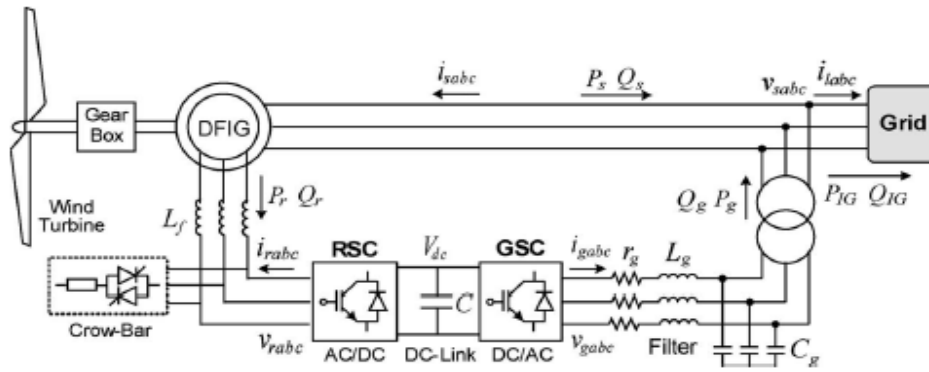 i_sabc
P_s Q_s
v_sabc
i_labc
Gear
Box
DFIG
Grid
Wind
Turbine
L_f
P_r Q_r
Q_g P_g
P_IG Q_IG
i_rabc
RSC
V_dc
GSC
i_gabc
r_g
L_g
C
Crow-Bar
v_rabc
AC/DC
DC-Link
DC/AC
v_gabc
Filter
C_g